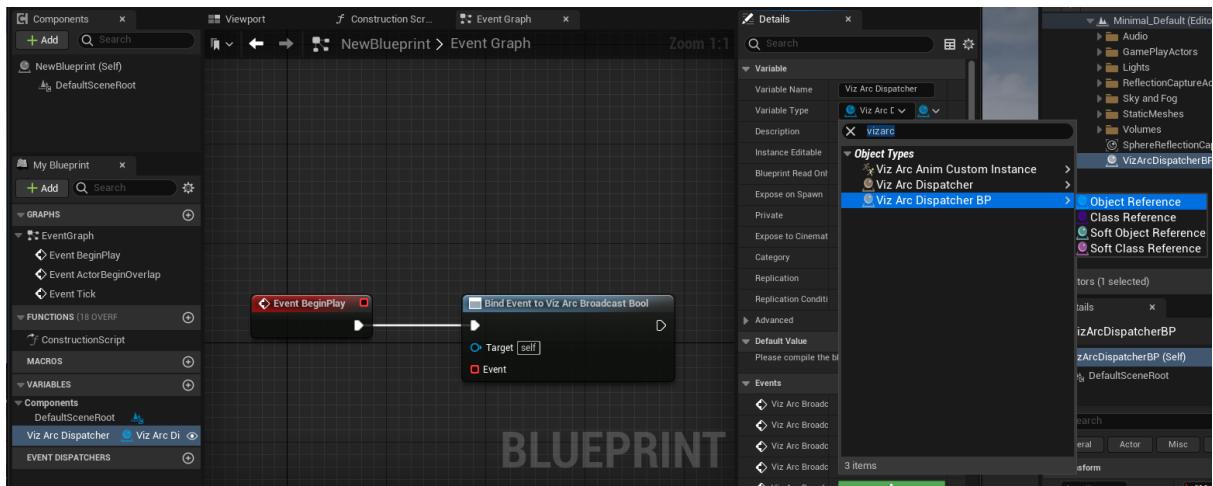 Components
+ Add
Search
NewBlueprint (Self)
DefaultSceneRoot
My Blueprint
+ Add
Search
GRAPHS
EventGraph
Event BeginPlay
Event ActorBeginOverlap
Event Tick
FUNCTIONS (18 OVERF
ConstructionScript
MACROS
VARIABLES
Components
DefaultSceneRoot
Viz Arc Dispatcher Viz Arc Di
EVENT DISPATCHERS
Viewport
Construction Scr...
Event Graph
NewBlueprint > Event Graph
Zoom 1:1
Event BeginPlay
Bind Event to Viz Arc Broadcast Bool
Target self
Event
BLUEPRINT
Details
Search
Variable
Variable Name Viz Arc Dispatcher
Variable Type Viz Arc D
Description
Instance Editable
Blueprint Read Onl
Expose on Spawn
Private
Expose to Cinemat
Category
Replication
Replication Conditi
Advanced
Default Value
Please compile the bl
Events
Viz Arc Broadc
Viz Arc Broadc
Viz Arc Broadc
Viz Arc Broadc
vizarc
Object Types
Viz Arc Anim Custom Instance
Viz Arc Dispatcher
Viz Arc Dispatcher BP
3 items
Object Reference
Class Reference
Soft Object Reference
Soft Class Reference
Minimal_Default (Edito
Audio
GamePlayActors
Lights
ReflectionCaptureAc
Sky and Fog
StaticMeshes
Volumes
SphereReflectionCap
VizArcDispatcherBP
tors (1 selected)
tails
izArcDispatcherBP
zArcDispatcherBP (Self)
DefaultSceneRoot
earch
eral
Actor
Misc
nsform